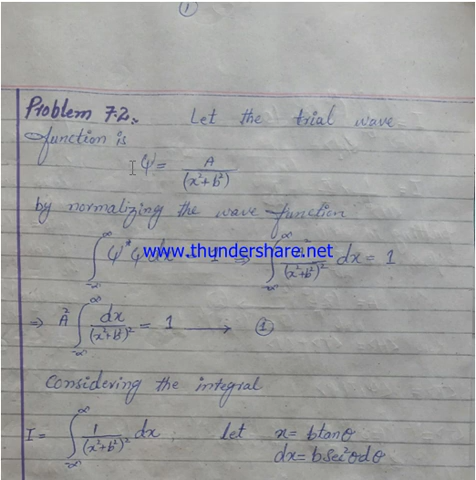 ①
Problem 7.2:- Let the trial wave
function is
ψ = A / (x²+b²)
by normalizing the wave function
∫_{-∞}^{∞} ψ* ψ dx = 1 ⇒ ∫_{-∞}^{∞} ² / (x²+b²)² dx = 1
www.thundershare.net
⇒ A² ∫_{-∞}^{∞} dx / (x²+b²)² = 1 ⟶ ①
Considering the integral
I = ∫_{-∞}^{∞} 1 / (x²+b²)² dx Let x = b tanθ
dx = b sec²θ dθ